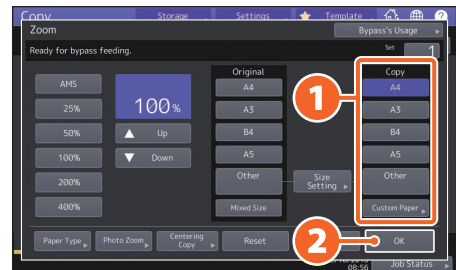 Copy Storage Settings Template
Zoom Bypass's Usage
Ready for bypass feeding. Set 1
Original Copy
AMS A4 A4
25% 100% A3 A3
50% Up B4 B4
100% Down A5 A5
200% Other Size Setting Other
400% Mixed Size Custom Paper
Paper Type Photo Zoom Centering Copy Reset OK
1
2
08:56 Job Status